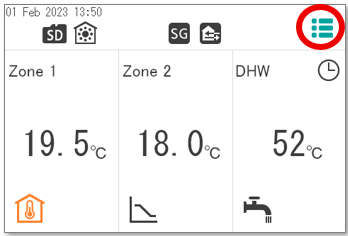 01 Feb 2023 13:50
SD SG
Zone 1 Zone 2 DHW
19.5°C 18.0°C 52°C